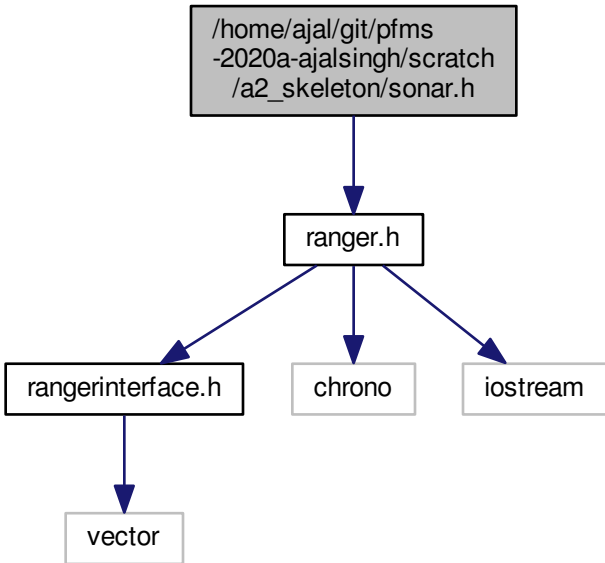 /home/ajal/git/pfms
-2020a-ajalsingh/scratch
/a2_skeleton/sonar.h
ranger.h
rangerinterface.h
chrono
iostream
vector